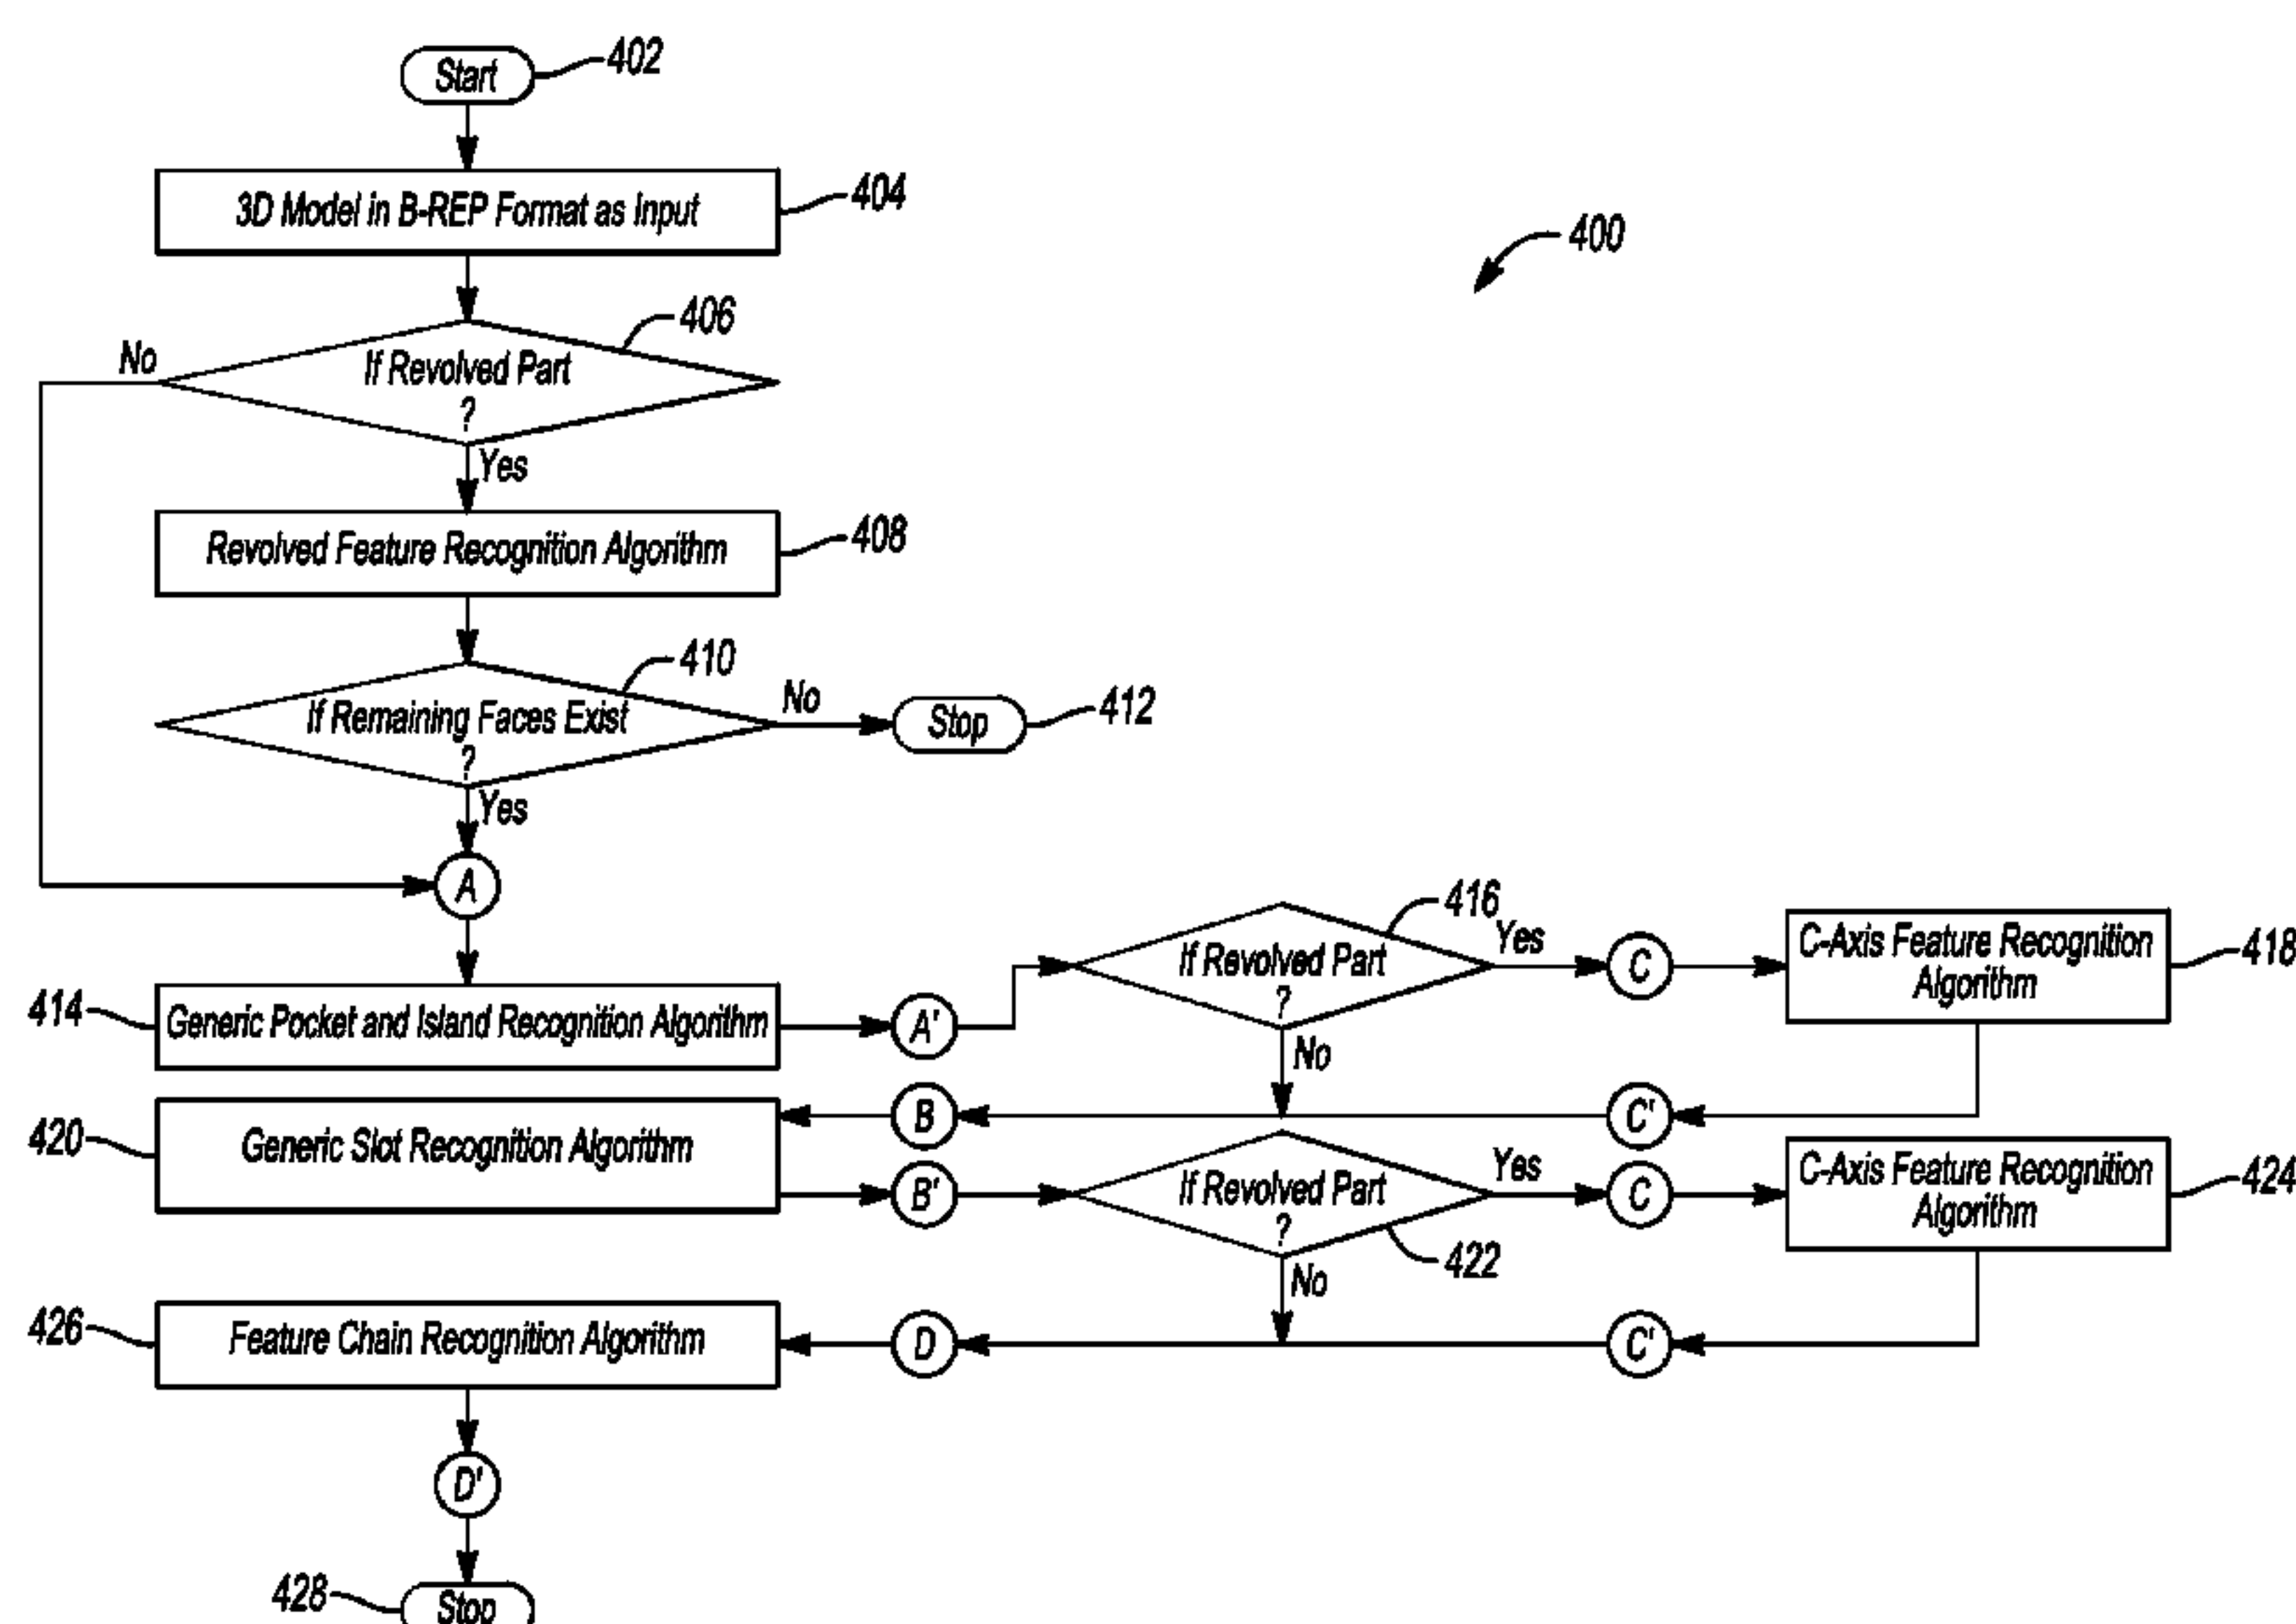 Start
402
3D Model in B-REP Format as Input
404
400
406
No
If Revolved Part
?
Yes
Revolved Feature Recognition Algorithm
408
410
If Remaining Faces Exist
?
No
Stop
412
Yes
A
416
If Revolved Part
?
Yes
C
C-Axis Feature Recognition
Algorithm
418
414
Generic Pocket and Island Recognition Algorithm
A'
No
420
Generic Slot Recognition Algorithm
B
C'
B'
If Revolved Part
?
Yes
C
C-Axis Feature Recognition
Algorithm
424
422
No
426
Feature Chain Recognition Algorithm
D
C'
D'
428
Stop